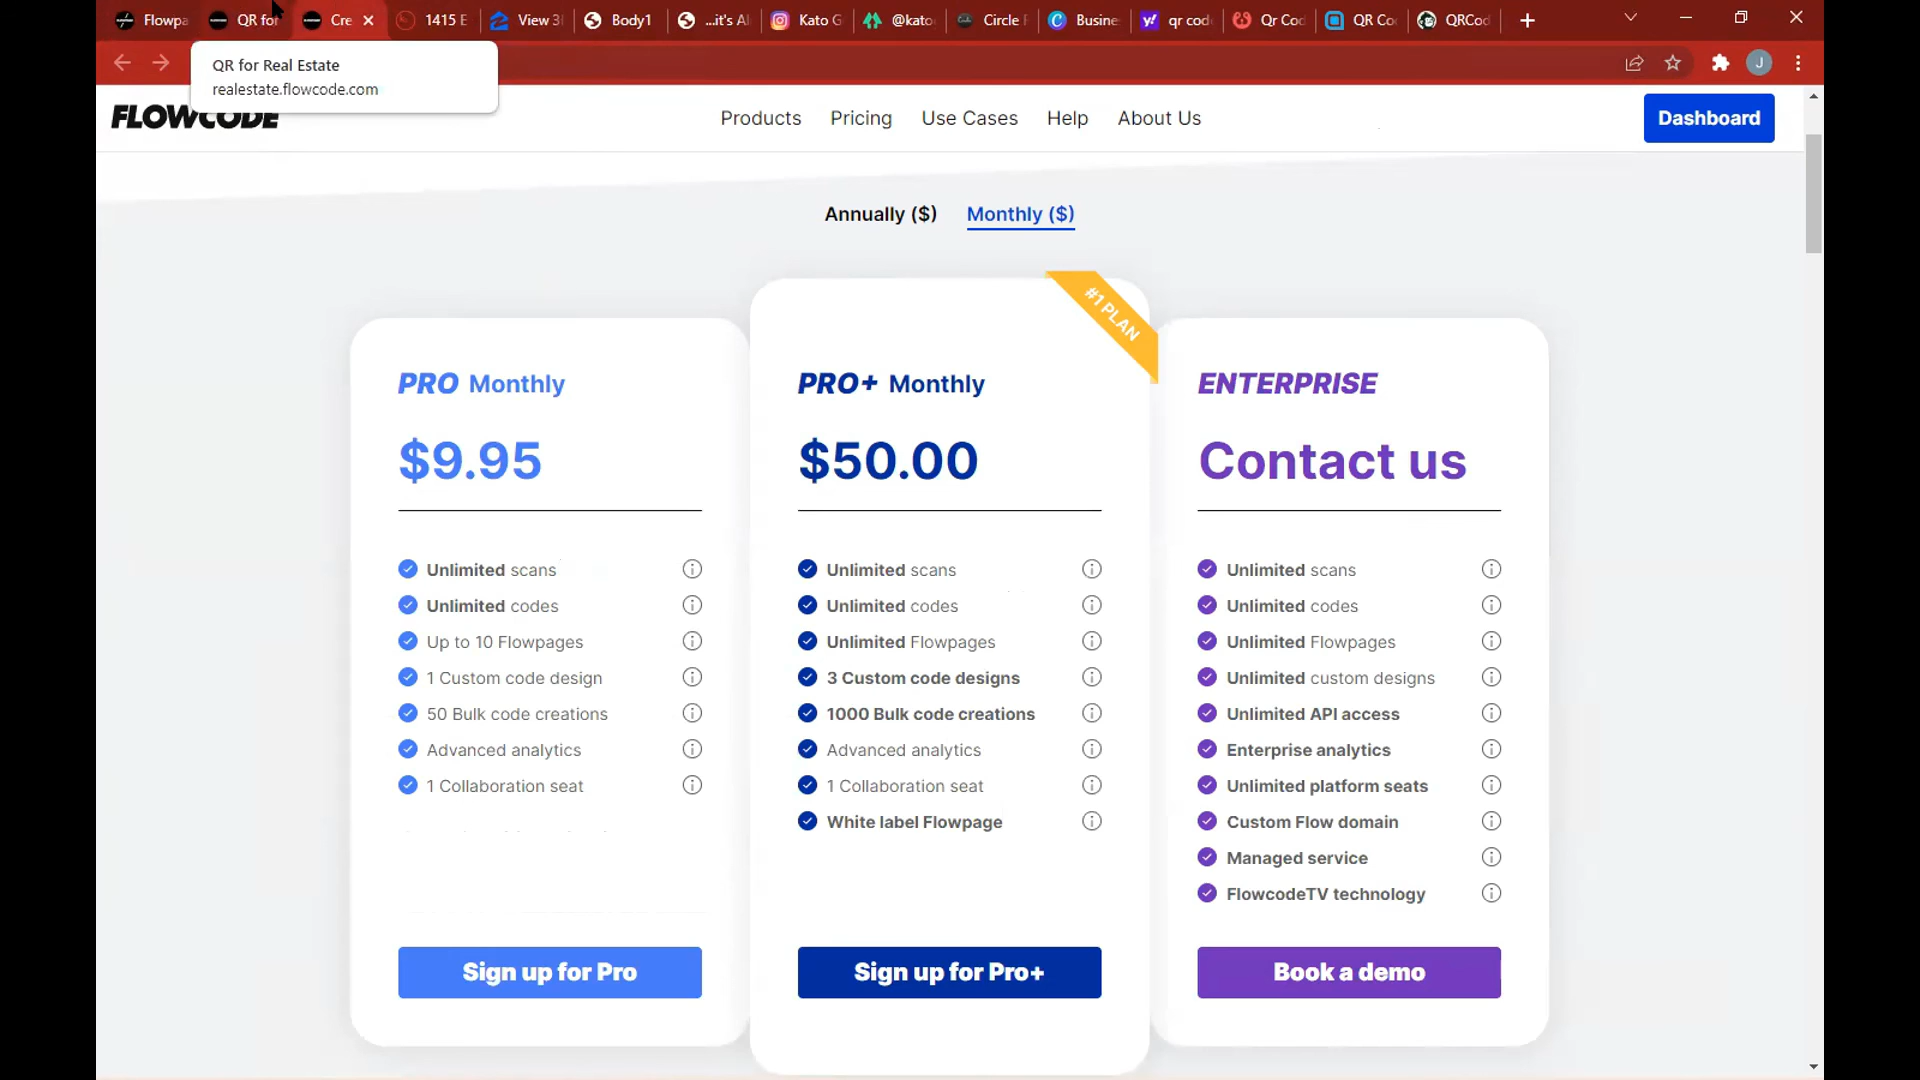 Flowpa
QR for
Cre
1415 E
View 3
Body1
...it's Al
Kato G
@kato
Circle F
Busine
qr cod
Qr Cod
QR Co
QRCod
QR for Real Estate
realestate.flowcode.com
J
FLOWCODE
Products
Pricing
Use Cases
Help
About Us
Dashboard
Annually ($)
Monthly ($)
#1 PLAN
PRO Monthly
$9.95
Unlimited scans
Unlimited codes
Up to 10 Flowpages
1 Custom code design
50 Bulk code creations
Advanced analytics
1 Collaboration seat
Sign up for Pro
PRO+ Monthly
$50.00
Unlimited scans
Unlimited codes
Unlimited Flowpages
3 Custom code designs
1000 Bulk code creations
Advanced analytics
1 Collaboration seat
White label Flowpage
Sign up for Pro+
ENTERPRISE
Contact us
Unlimited scans
Unlimited codes
Unlimited Flowpages
Unlimited custom designs
Unlimited API access
Enterprise analytics
Unlimited platform seats
Custom Flow domain
Managed service
FlowcodeTV technology
Book a demo